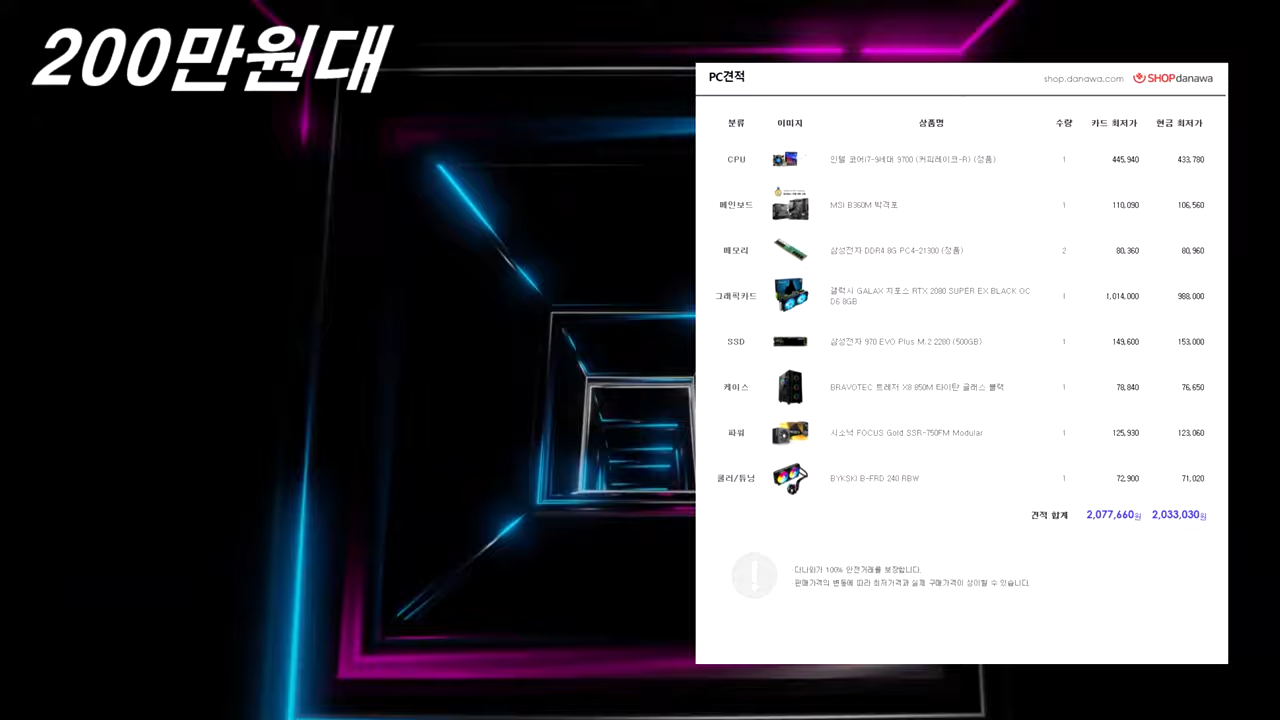 200만원대
PC견적 shop.danawa.com SHOPdanawa
분류 이미지 상품명 수량 카드 최저가 현금 최저가
CPU 인텔 코어i7-9세대 9700 (커피레이크-R) (정품) 1 445,940 433,780
메인보드 MSI B360M 박격포 1 110,090 106,560
메모리 삼성전자 DDR4 8G PC4-21300 (정품) 2 80,360 80,960
그래픽카드 갤럭시 GALAX 지포스 RTX 2080 SUPER EX BLACK OC 1 1,014,000 988,000
D6 8GB
SSD 삼성전자 970 EVO Plus M.2 2280 (500GB) 1 149,600 153,000
케이스 BRAVOTEC 트레저 X8 850M 타이탄 글래스 블랙 1 78,840 76,650
파워 시소닉 FOCUS Gold SSR-750FM Modular 1 125,930 123,060
쿨러/튜닝 BYKSKI B-FRD 240 RBW 1 72,900 71,020
견적 합계 2,077,660원 2,033,030원
다나와가 100% 안전거래를 보장합니다.
판매가격의 변동에 따라 최저가격과 실제 구매가격이 상이할 수 있습니다.